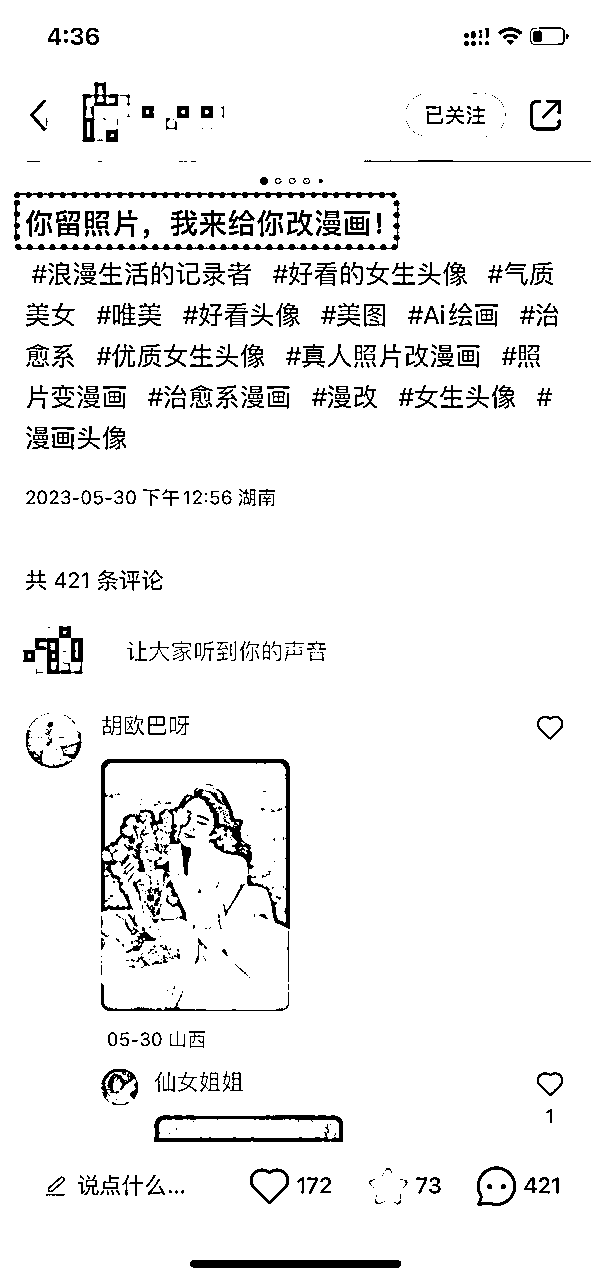 4:36
已关注
你留照片，我来给你改漫画！
#浪漫生活的记录者 #好看的女生头像 #气质
美女 #唯美 #好看头像 #美图 #Ai绘画 #治
愈系 #优质女生头像 #真人照片改漫画 #照
片变漫画 #治愈系漫画 #漫改 #女生头像 #
漫画头像
2023-05-30 下午12:56 湖南
共 421 条评论
让大家听到你的声音
胡欧巴呀
05-30 山西
仙女姐姐
1
说点什么... 172 73 421